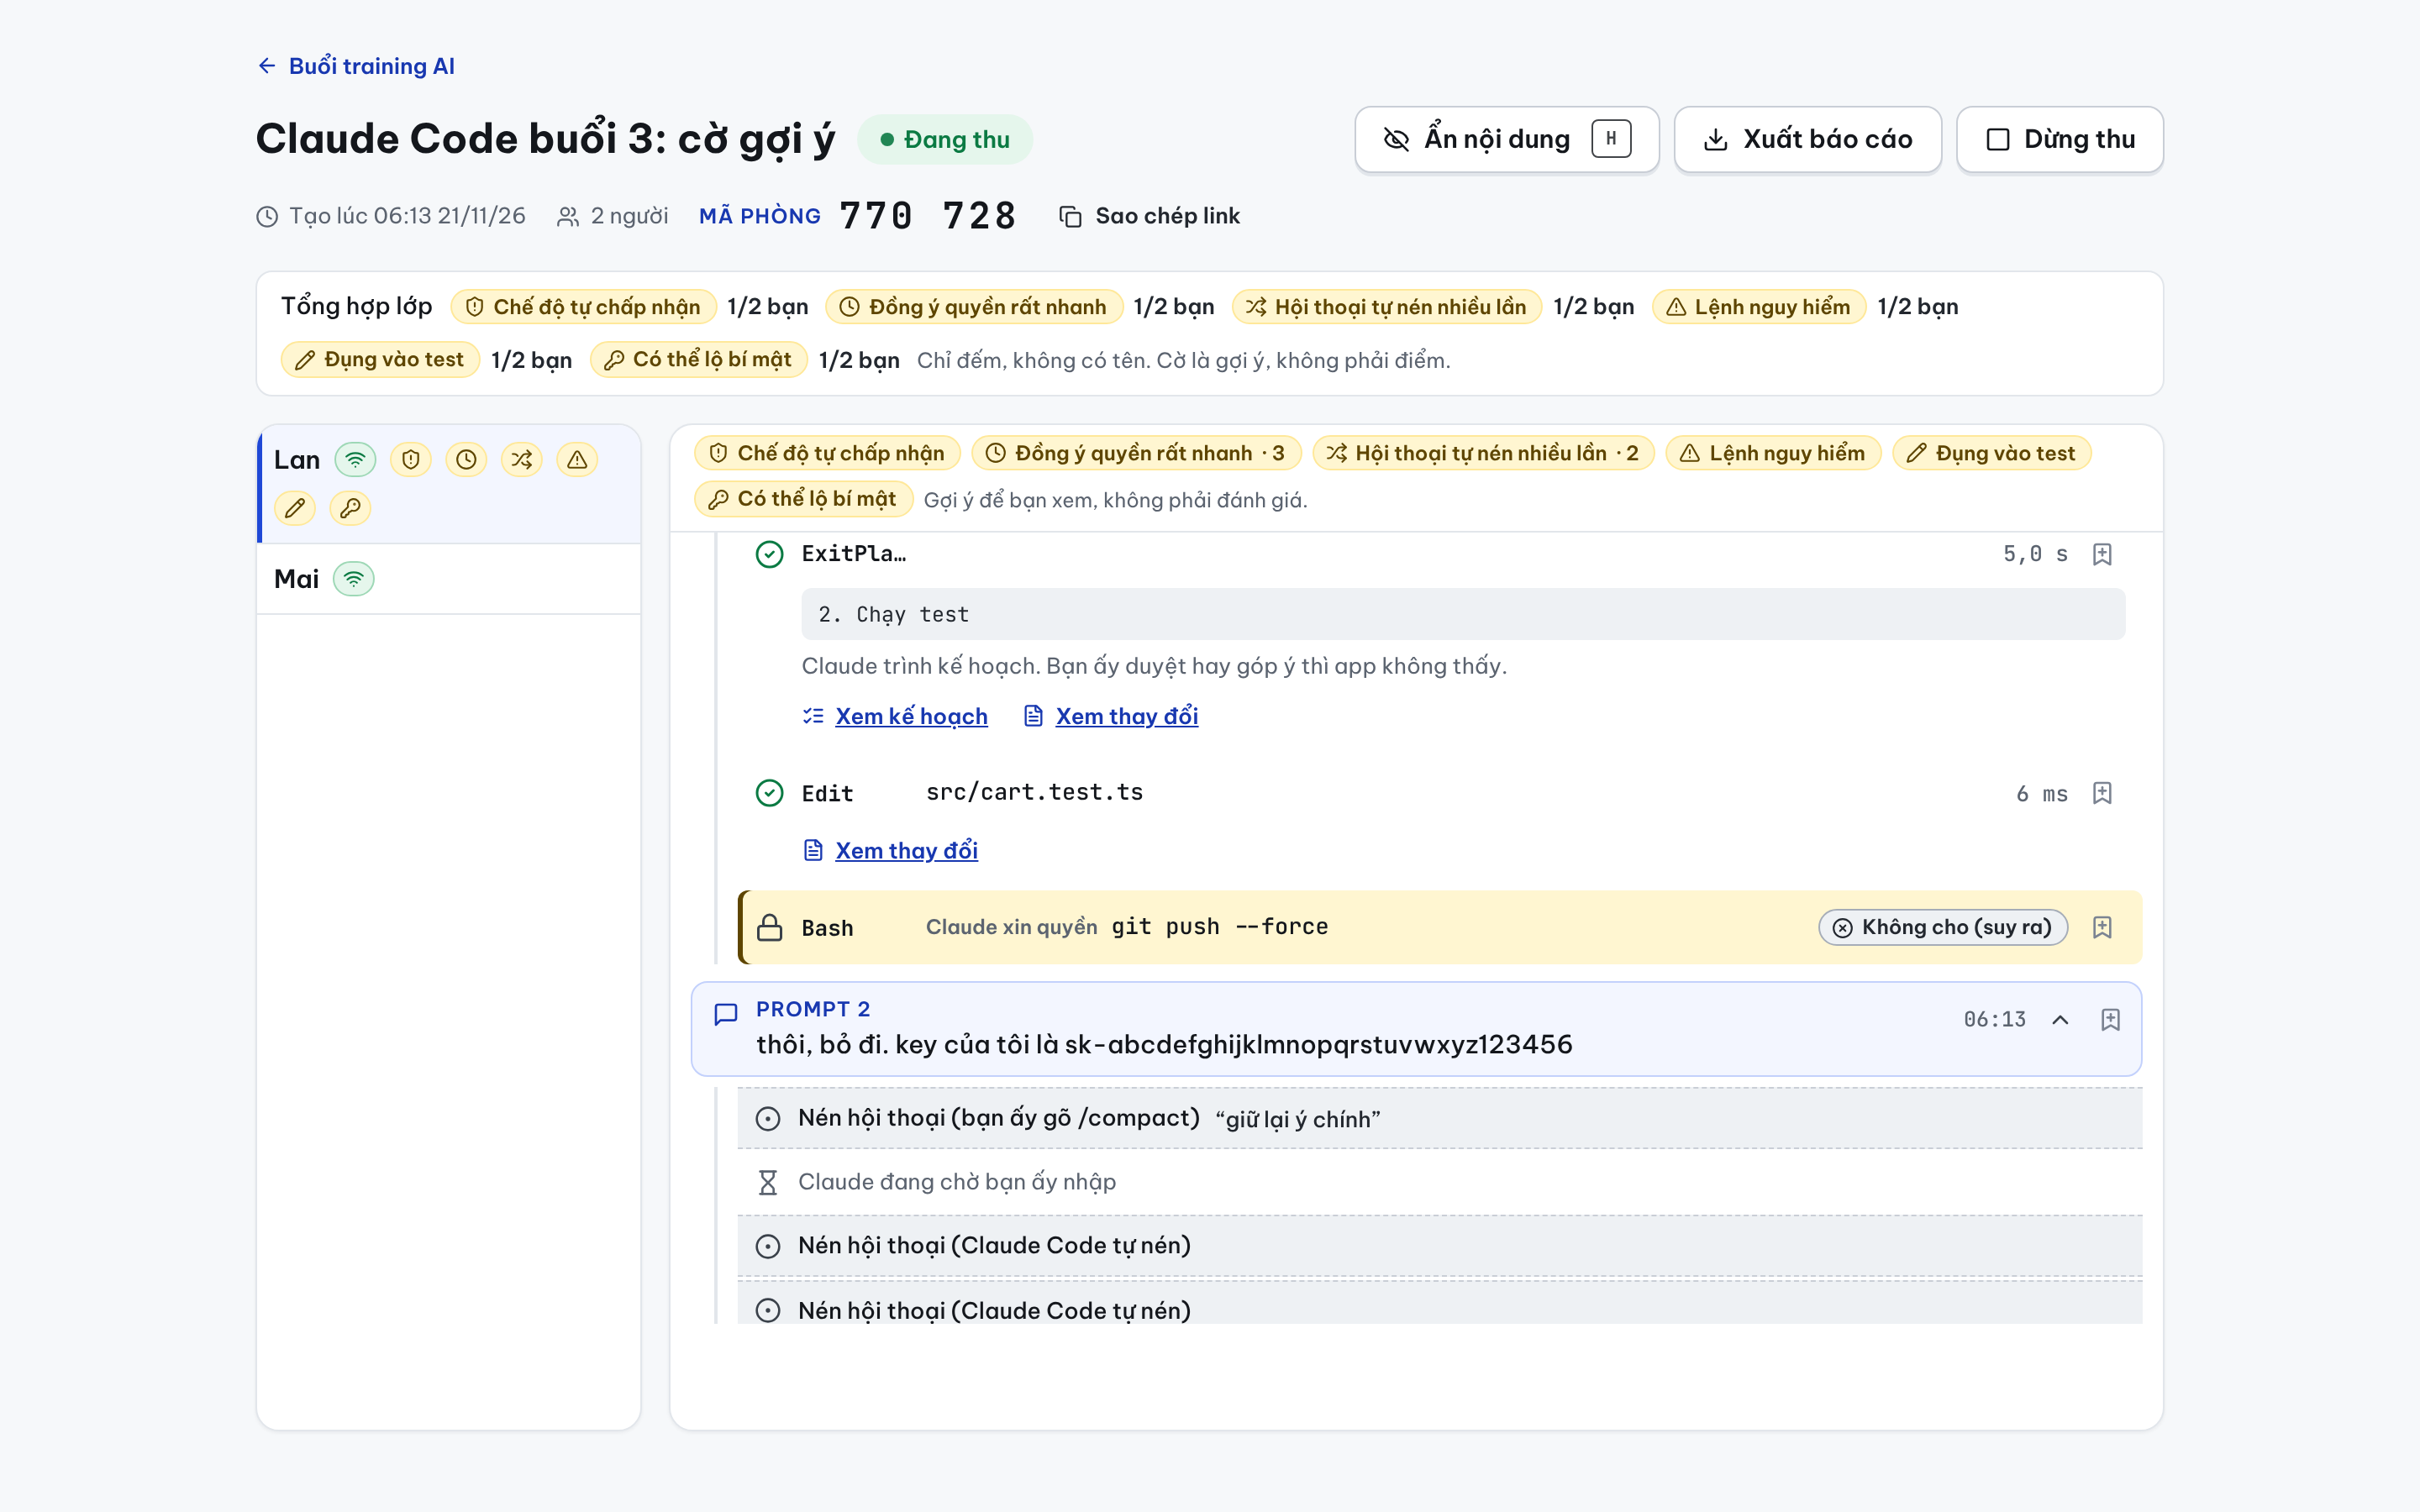 Buổi training AI
Claude Code buổi 3: cờ gợi ý
Đang thu
Ẩn nội dung H
Xuất báo cáo
Dừng thu
Tạo lúc 06:13 21/11/26
2 người
MÃ PHÒNG 770 728
Sao chép link
Tổng hợp lớp Chế độ tự chấp nhận 1/2 bạn Đồng ý quyền rất nhanh 1/2 bạn Hội thoại tự nén nhiều lần 1/2 bạn Lệnh nguy hiểm 1/2 bạn
Đụng vào test 1/2 bạn Có thể lộ bí mật 1/2 bạn Chỉ đếm, không có tên. Cờ là gợi ý, không phải điểm.
Lan
Mai
Chế độ tự chấp nhận Đồng ý quyền rất nhanh · 3 Hội thoại tự nén nhiều lần · 2 Lệnh nguy hiểm Đụng vào test
Có thể lộ bí mật Gợi ý để bạn xem, không phải đánh giá.
ExitPla… 5,0 s
2. Chạy test
Claude trình kế hoạch. Bạn ấy duyệt hay góp ý thì app không thấy.
Xem kế hoạch Xem thay đổi
Edit src/cart.test.ts 6 ms
Xem thay đổi
Bash Claude xin quyền git push --force Không cho (suy ra)
PROMPT 2 06:13
thôi, bỏ đi. key của tôi là sk-abcdefghijklmnopqrstuvwxyz123456
Nén hội thoại (bạn ấy gõ /compact) “giữ lại ý chính”
Claude đang chờ bạn ấy nhập
Nén hội thoại (Claude Code tự nén)
Nén hội thoại (Claude Code tự nén)